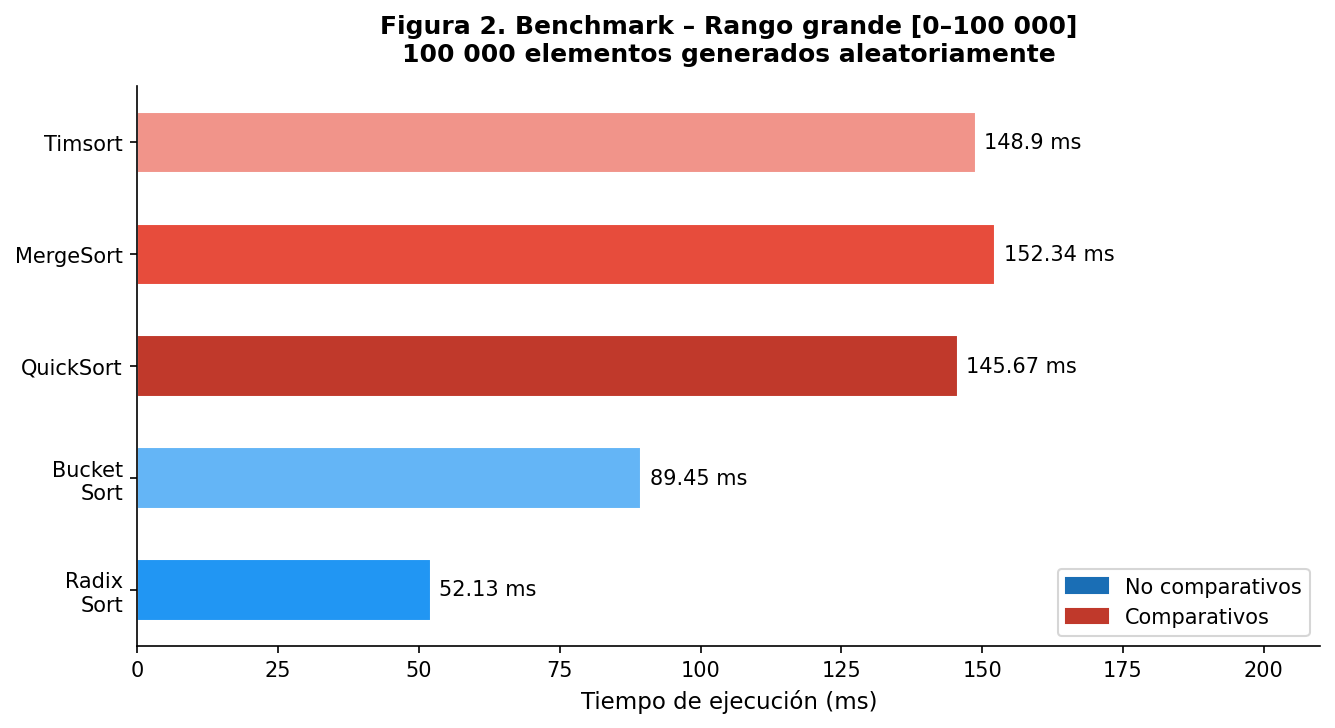 Figura 2. Benchmark – Rango grande [0–100 000]
100 000 elementos generados aleatoriamente
Timsort
148.9 ms
MergeSort
152.34 ms
QuickSort
145.67 ms
Bucket
Sort
89.45 ms
Radix
Sort
52.13 ms
No comparativos
Comparativos
0 25 50 75 100 125 150 175 200
Tiempo de ejecución (ms)